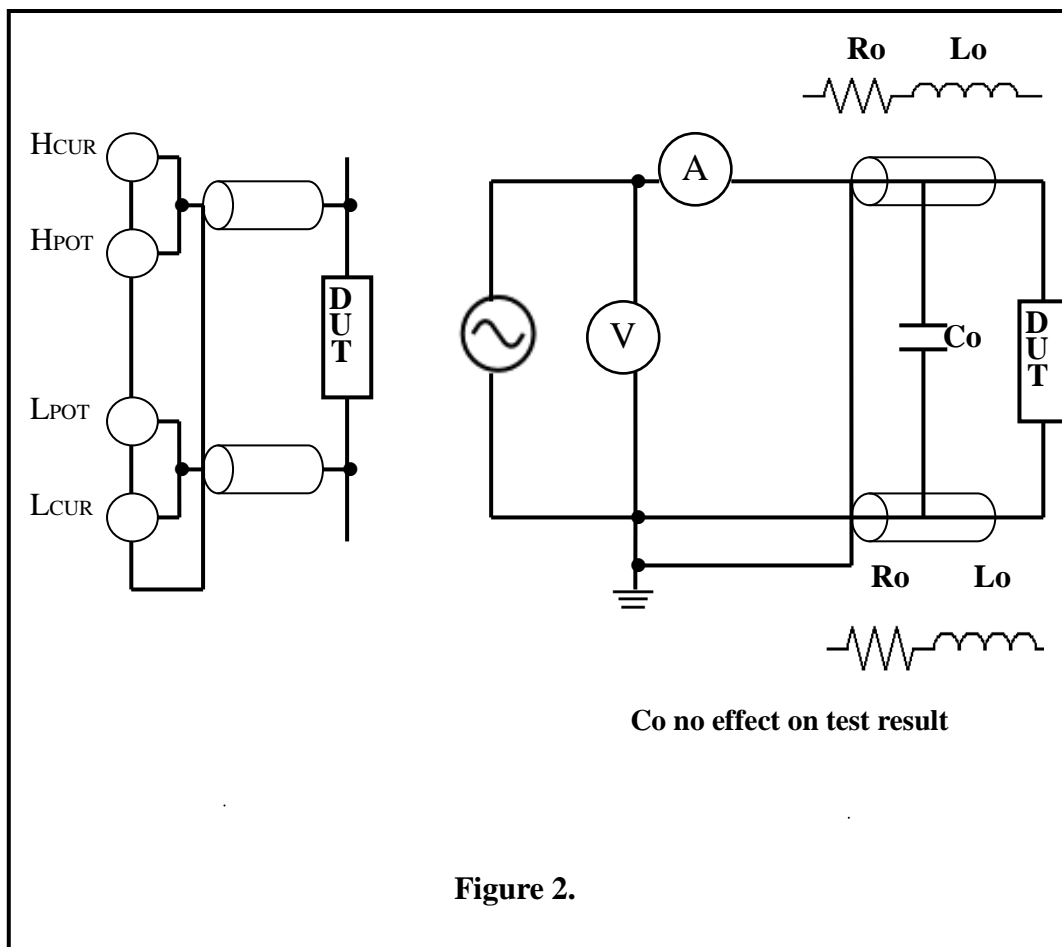 Ro Lo
HCUR
A
HPOT
D
U
T
V
Co
D
U
T
LPOT
LCUR
Ro Lo
Co no effect on test result
Figure 2.